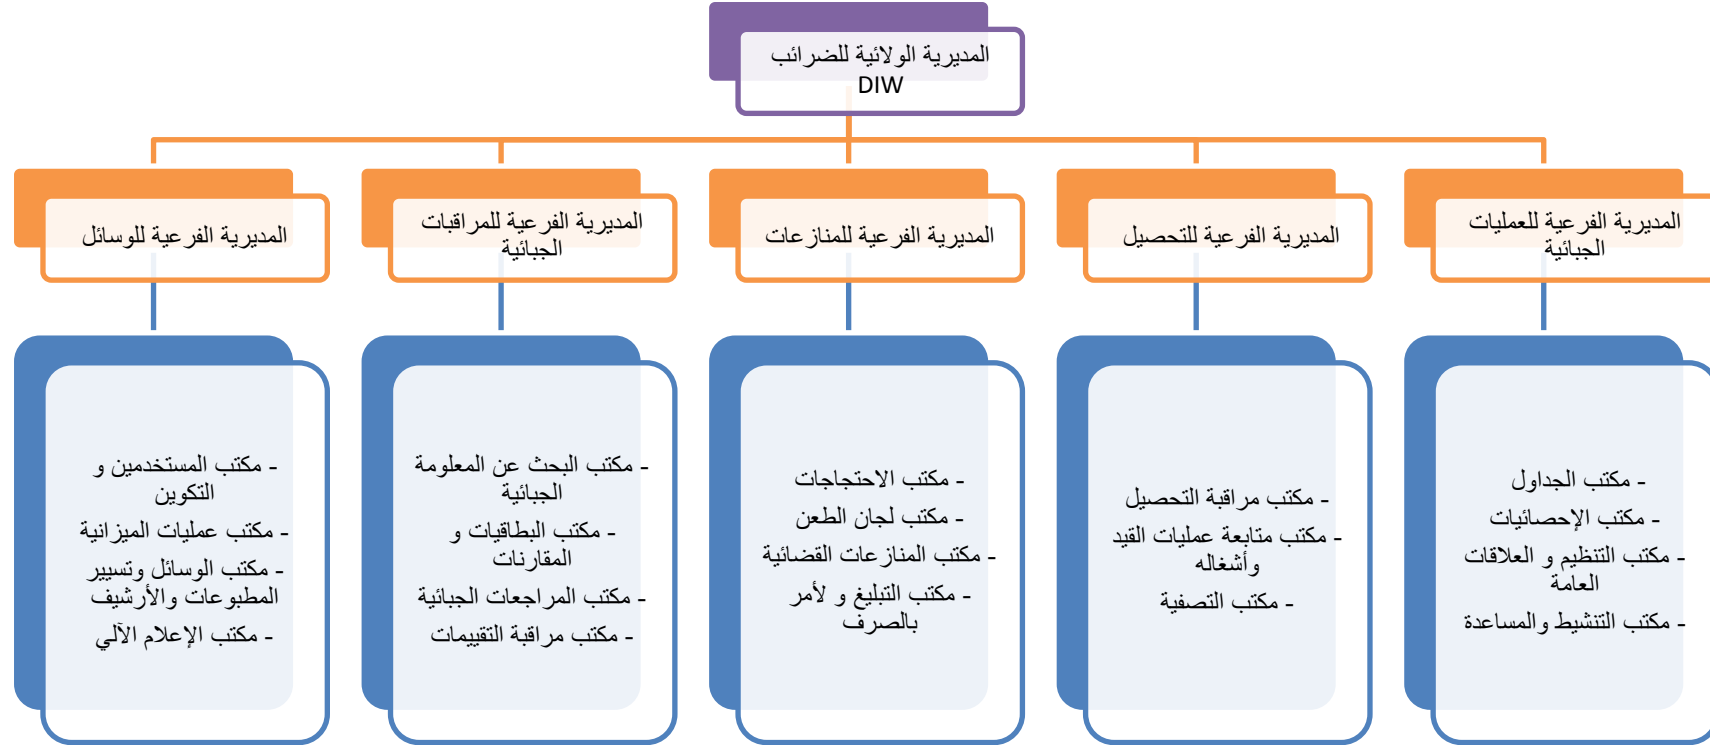 المديرية الولائية للضرائب
DIW
المديرية الفرعية للعمليات
الجبائية
المديرية الفرعية للتحصيل
المديرية الفرعية للمنازعات
المديرية الفرعية للمراقبات
الجبائية
المديرية الفرعية للوسائل
- مكتب الجداول
- مكتب الإحصائيات
- مكتب التنظيم و العلاقات
العامة
- مكتب التنشيط والمساعدة
- مكتب مراقبة التحصيل
- مكتب متابعة عمليات القيد
وأشغاله
- مكتب التصفية
- مكتب الاحتجاجات
- مكتب لجان الطعن
- مكتب المنازعات القضائية
- مكتب التبليغ و لأمر
بالصرف
- مكتب البحث عن المعلومة
الجبائية
- مكتب البطاقيات و
المقارنات
- مكتب المراجعات الجبائية
- مكتب مراقبة التقييمات
- مكتب المستخدمين و
التكوين
- مكتب عمليات الميزانية
- مكتب الوسائل وتسيير
المطبوعات والأرشيف
- مكتب الإعلام الآلي